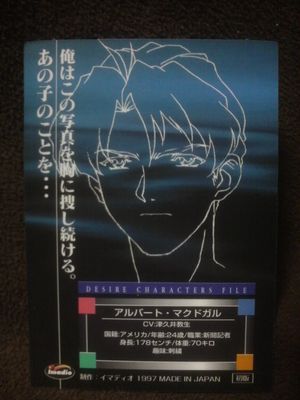 俺はこの写真を胸に捜し続ける。
あの子のことを・・・
DESIRE CHARACTERS FILE
アルバート・マクドガル
CV:津久井教生
国籍:アメリカ/年齢:24歳/職業:新聞記者
身長:178センチ/体重:70キロ
趣味:刺繍
Imadio
制作:イマディオ 1997 MADE IN JAPAN